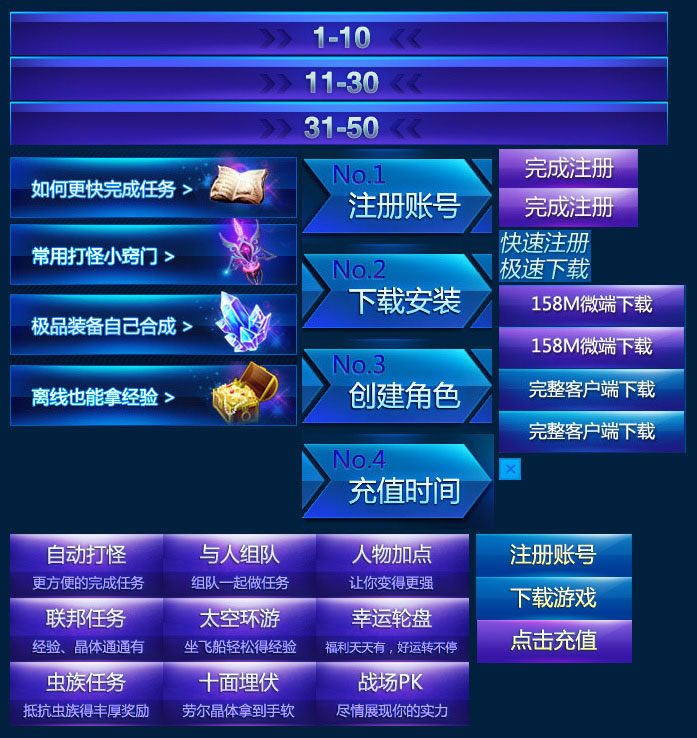 1-10
11-30
31-50
如何更快完成任务 >
常用打怪小窍门 >
极品装备自己合成 >
离线也能拿经验 >
No.1
注册账号
No.2
下载安装
No.3
创建角色
No.4
充值时间
完成注册
完成注册
快速注册
极速下载
158M微端下载
158M微端下载
完整客户端下载
完整客户端下载
自动打怪
更方便的完成任务
与人组队
组队一起做任务
人物加点
让你变得更强
联邦任务
经验、晶体通通有
太空环游
坐飞船轻松得经验
幸运轮盘
福利天天有，好运转不停
虫族任务
抵抗虫族得丰厚奖励
十面埋伏
劳尔晶体拿到手软
战场PK
尽情展现你的实力
注册账号
下载游戏
点击充值